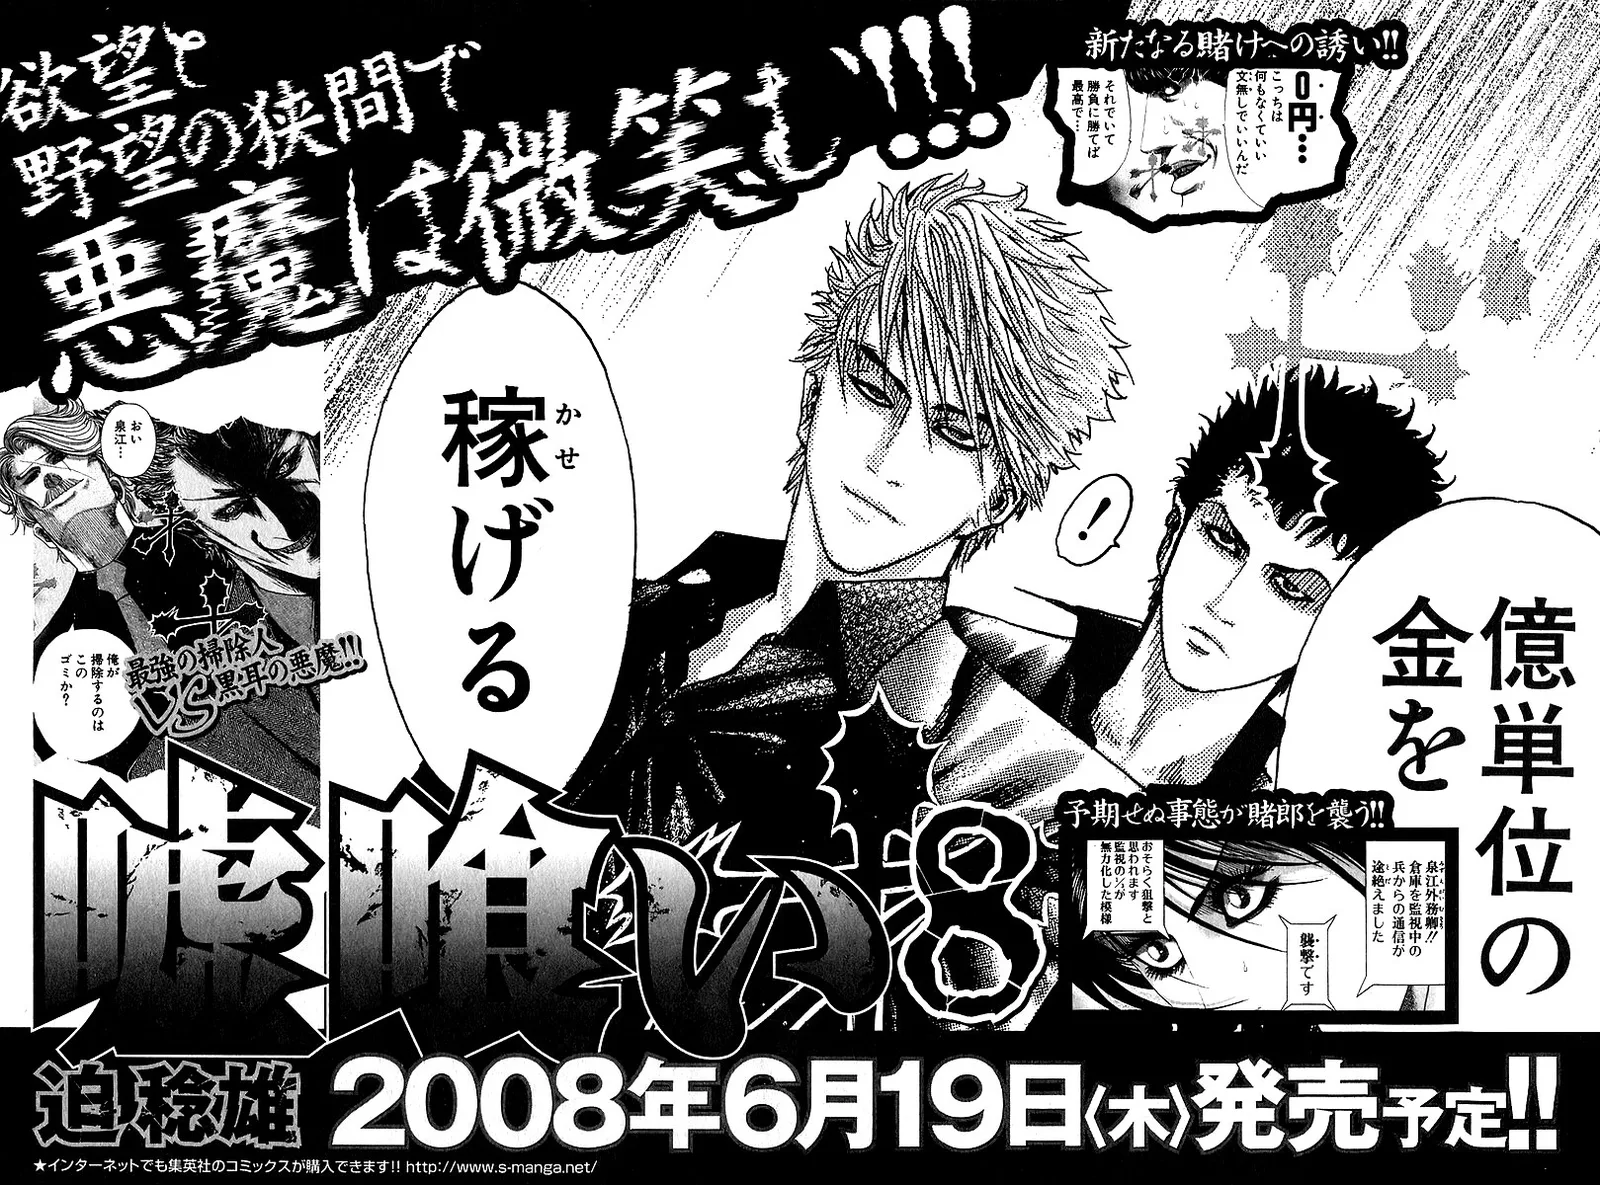 欲望と
野望の狭間で
悪魔は微笑む!!!
新たなる賭けへの誘い!!
0円…
こっちは
何もなくていい
文無しでいいんだ
それでいて
勝負に勝てば
最高で…
億単位の
金を
!
稼げる
かせ
おい
泉江…
俺が
掃除するのは
この
ゴミか?
最強の掃除人
VS黒耳の悪魔!!!
予期せぬ事態が賭郎を襲う!!
泉江外務卿!!
倉庫を監視中の
兵からの通信が
途絶えました
襲撃です
おそらく狙撃と
思われます
監視の1/3が
無力化した模様
嘘喰い8
迫稔雄
2008年6月19日〈木〉発売予定!!
★インターネットでも集英社のコミックスが購入できます!! http://www.s-manga.net/